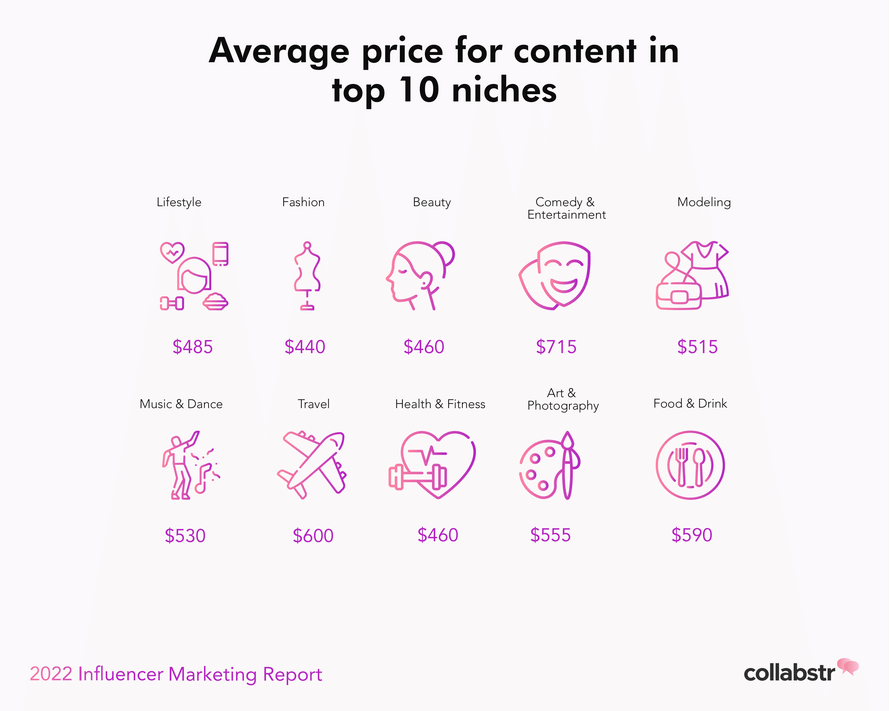 Average price for content in
top 10 niches
Lifestyle
Fashion
Beauty
Comedy &
Entertainment
Modeling
$485
$440
$460
$715
$515
Music & Dance
Travel
Health & Fitness
Art &
Photography
Food & Drink
$530
$600
$460
$555
$590
2022 Influencer Marketing Report
collabstr